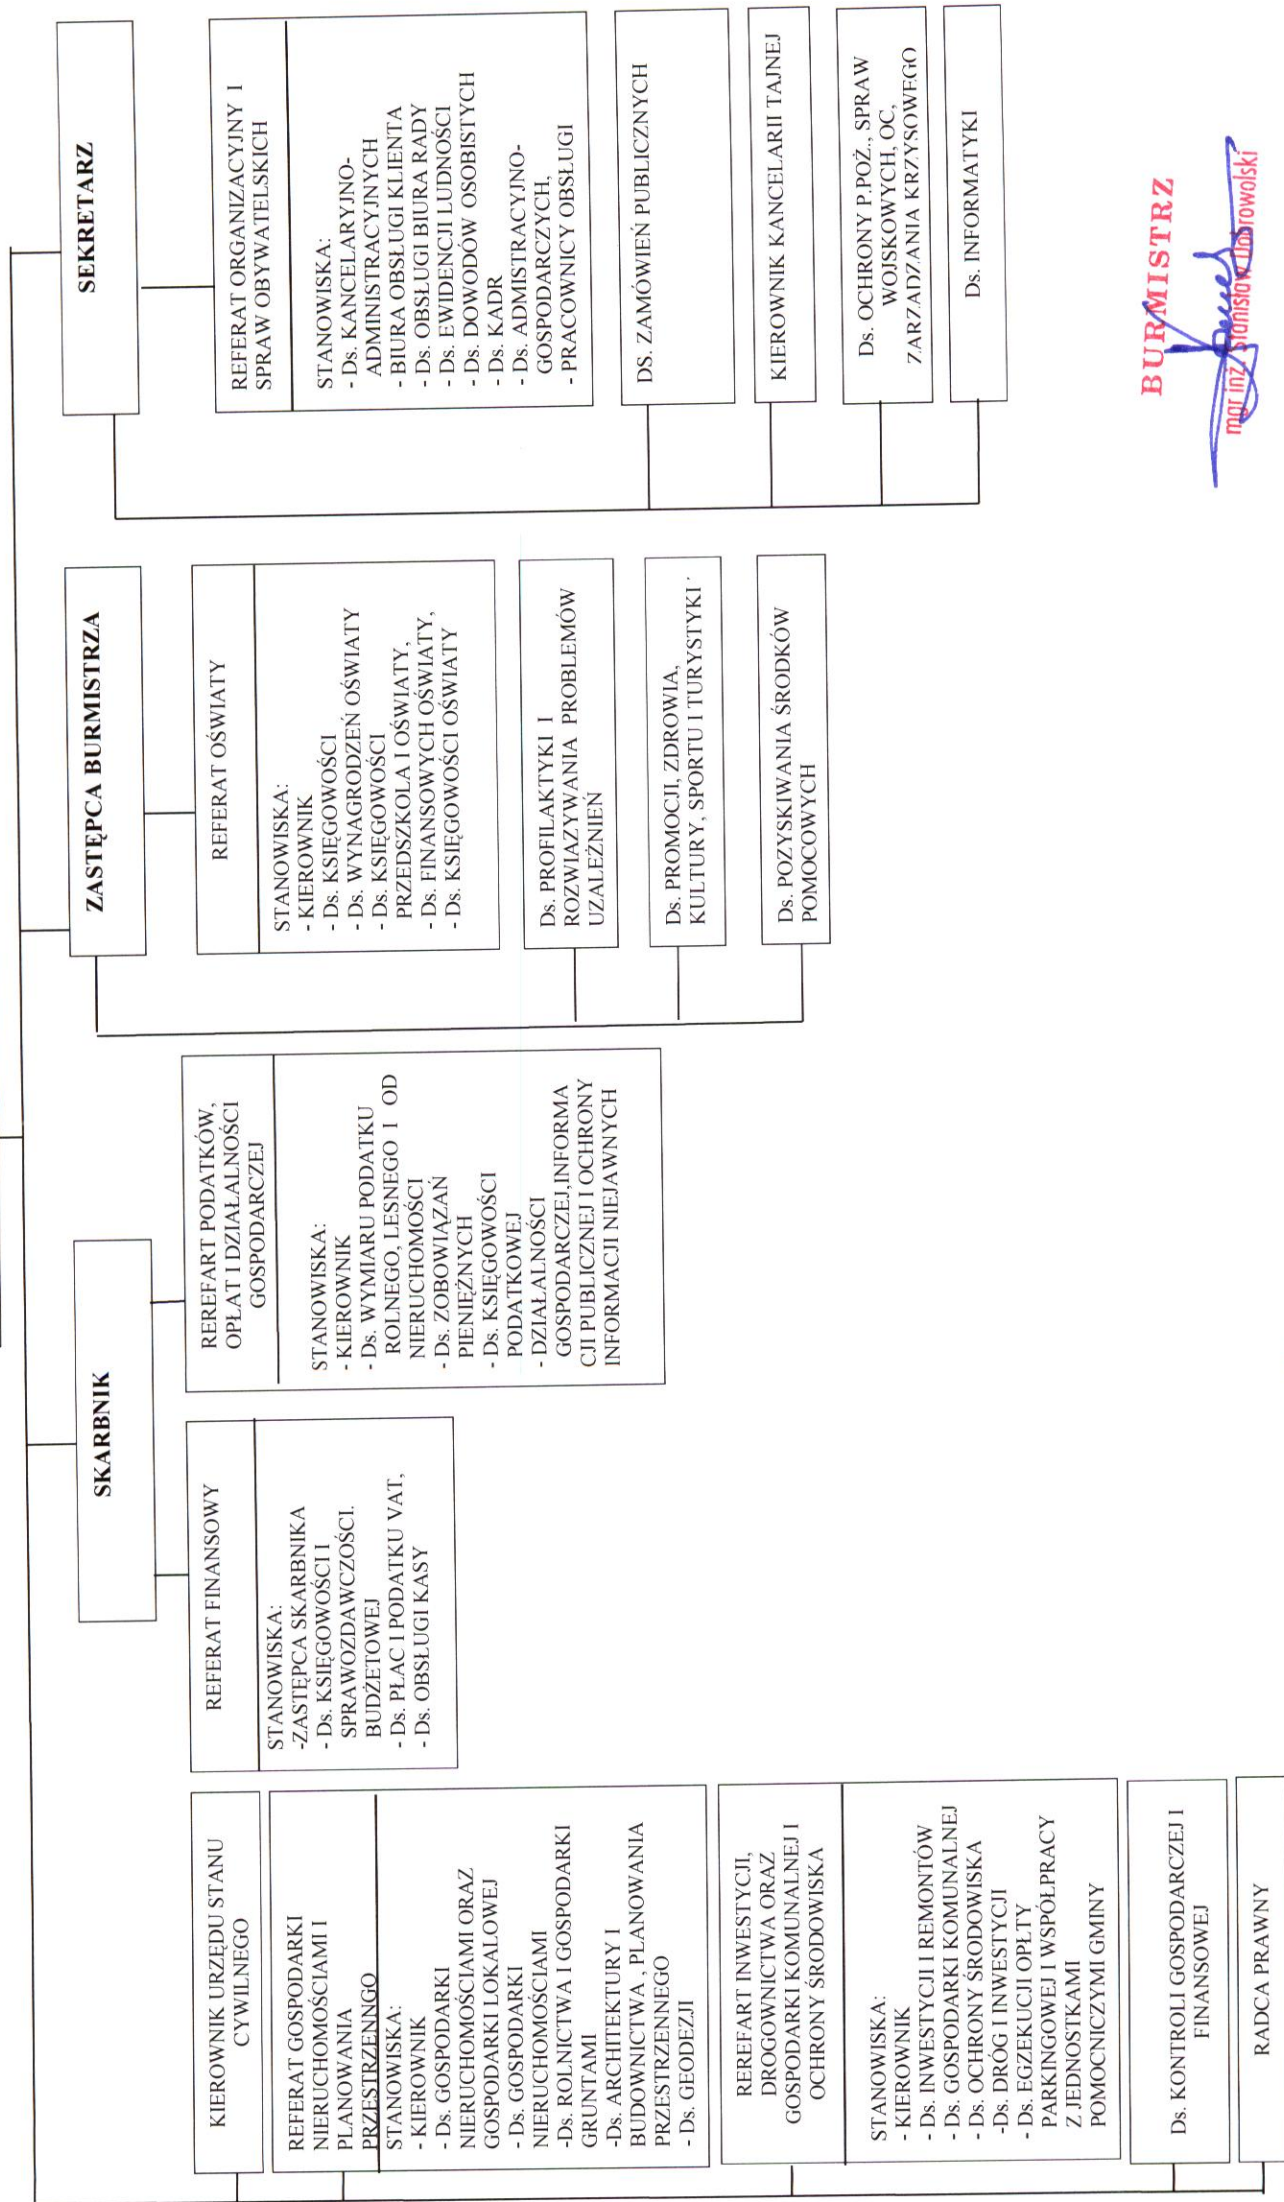 KIEROWNIK URZĘDU STANU
CYWILNEGO
REFERAT GOSPODARKI
NIERUCHOMOŚCIAMI I
PLANOWANIA
PRZESTRZENNGO
STANOWISKA:
- KIEROWNIK
- Ds. GOSPODARKI
NIERUCHOMOŚCIAMI ORAZ
GOSPODARKI LOKALOWEJ
- Ds. GOSPODARKI
NIERUCHOMOŚCIAMI
-Ds. ROLNICTWA I GOSPODARKI
GRUNTAMI
-Ds. ARCHITEKTURY I
BUDOWNICTWA , PLANOWANIA
PRZESTRZENNEGO
- Ds. GEODEZJI
REREFART INWESTYCJI,
DROGOWNICTWA ORAZ
GOSPODARKI KOMUNALNEJ I
OCHRONY ŚRODOWISKA
STANOWISKA:
- KIEROWNIK
- Ds. INWESTYCJI I REMONTÓW
- Ds. GOSPODARKI KOMUNALNEJ
- Ds. OCHRONY ŚRODOWISKA
-Ds. DRÓG I INWESTYCJI
- Ds. EGZEKUCJI OPŁTY
PARKINGOWEJ I WSPÓŁPRACY
Z JEDNOSTKAMI
POMOCNICZYMI GMINY
Ds. KONTROLI GOSPODARCZEJ I
FINANSOWEJ
RADCA PRAWNY
SKARBNIK
REFERAT FINANSOWY
STANOWISKA:
-ZASTĘPCA SKARBNIKA
- Ds. KSIĘGOWOŚCI I
SPRAWOZDAWCZOŚCI.
BUDŻETOWEJ
- Ds. PŁAC I PODATKU VAT,
- Ds. OBSŁUGI KASY
REREFART PODATKÓW,
OPŁAT I DZIAŁALNOŚCI
GOSPODARCZEJ
STANOWISKA:
- KIEROWNIK
- Ds. WYMIARU PODATKU
ROLNEGO, LESNEGO I OD
NIERUCHOMOŚCI
- Ds. ZOBOWIĄZAŃ
PIENIĘŻNYCH
- Ds. KSIĘGOWOŚCI
PODATKOWEJ
- DZIAŁALNOŚCI
GOSPODARCZEJ,INFORMA
CJI PUBLICZNEJ I OCHRONY
INFORMACJI NIEJAWNYCH
ZASTĘPCA BURMISTRZA
REFERAT OŚWIATY
STANOWISKA:
- KIEROWNIK
- Ds. KSIĘGOWOŚCI
- Ds. WYNAGRODZEŃ OŚWIATY
- Ds. KSIĘGOWOŚCI
PRZEDSZKOLA I OŚWIATY,
- Ds. FINANSOWYCH OŚWIATY,
- Ds. KSIĘGOWOŚCI OŚWIATY
Ds. PROFILAKTYKI I
ROZWIAZYWANIA PROBLEMÓW
UZALEŻNIEŃ
Ds. PROMOCJI, ZDROWIA,
KULTURY, SPORTU I TURYSTYKI
Ds. POZYSKIWANIA ŚRODKÓW
POMOCOWYCH
SEKRETARZ
REFERAT ORGANIZACYJNY I
SPRAW OBYWATELSKICH
STANOWISKA:
- Ds. KANCELARYJNO-
ADMINISTRACYJNYCH
- BIURA OBSŁUGI KLIENTA
- Ds. OBSŁUGI BIURA RADY
- Ds. EWIDENCJI LUDNOŚCI
- Ds. DOWODÓW OSOBISTYCH
- Ds. KADR
- Ds. ADMISTRACYJNO-
GOSPODARCZYCH,
- PRACOWNICY OBSŁUGI
DS. ZAMÓWIEŃ PUBLICZNYCH
KIEROWNIK KANCELARII TAJNEJ
Ds. OCHRONY P.POŻ., SPRAW
WOJSKOWYCH, OC,
ZARZADZANIA KRZYSOWEGO
Ds. INFORMATYKI
BURMISTRZ
mgr inż. Stanisław Dobrowolski